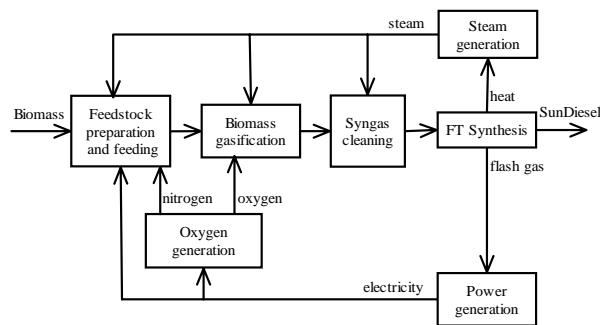 steam
Steam
generation
Biomass
Feedstock
preparation
and feeding
Biomass
gasification
Syngas
cleaning
heat
FT Synthesis
SunDiesel
flash gas
nitrogen
oxygen
Oxygen
generation
electricity
Power
generation